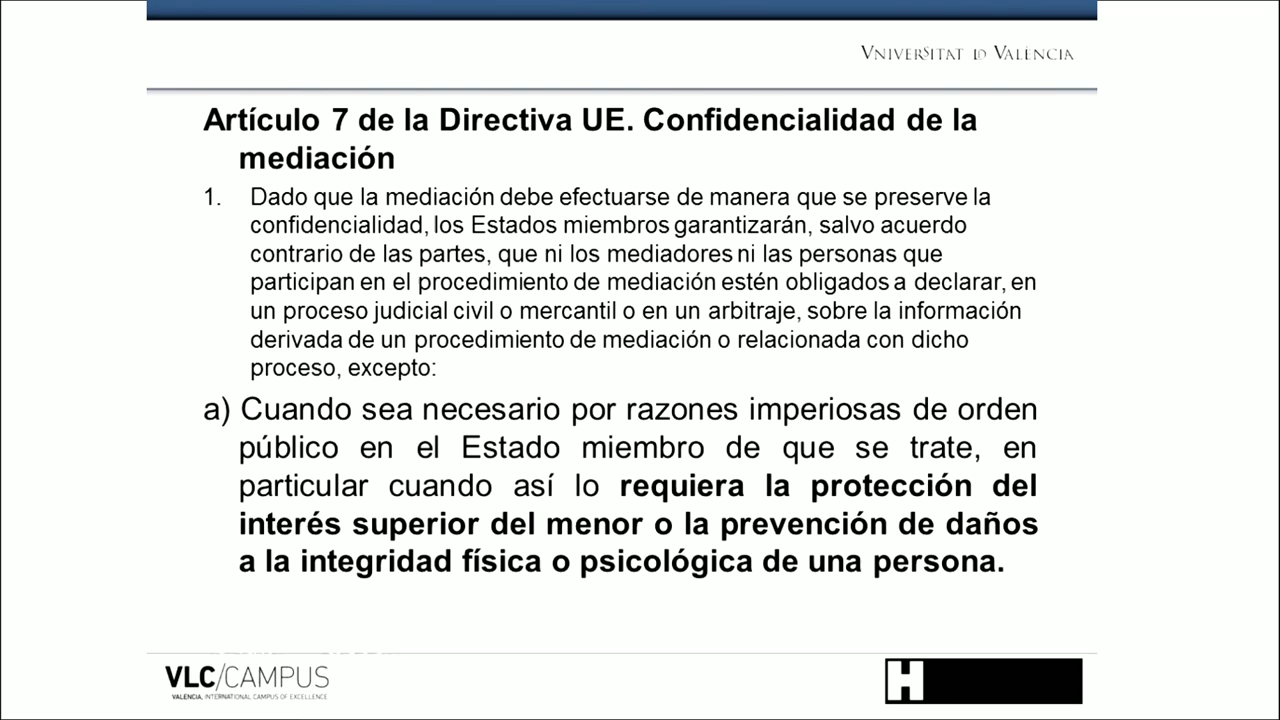 VNIVERSITAT DE VALÈNCIA
Artículo 7 de la Directiva UE. Confidencialidad de la
mediación
1. Dado que la mediación debe efectuarse de manera que se preserve la
confidencialidad, los Estados miembros garantizarán, salvo acuerdo
contrario de las partes, que ni los mediadores ni las personas que
participan en el procedimiento de mediación estén obligados a declarar, en
un proceso judicial civil o mercantil o en un arbitraje, sobre la información
derivada de un procedimiento de mediación o relacionada con dicho
proceso, excepto:
a) Cuando sea necesario por razones imperiosas de orden
público en el Estado miembro de que se trate, en
particular cuando así lo requiera la protección del
interés superior del menor o la prevención de daños
a la integridad física o psicológica de una persona.
VLC/CAMPUS
VALENCIA, INTERNATIONAL CAMPUS OF EXCELLENCE
H